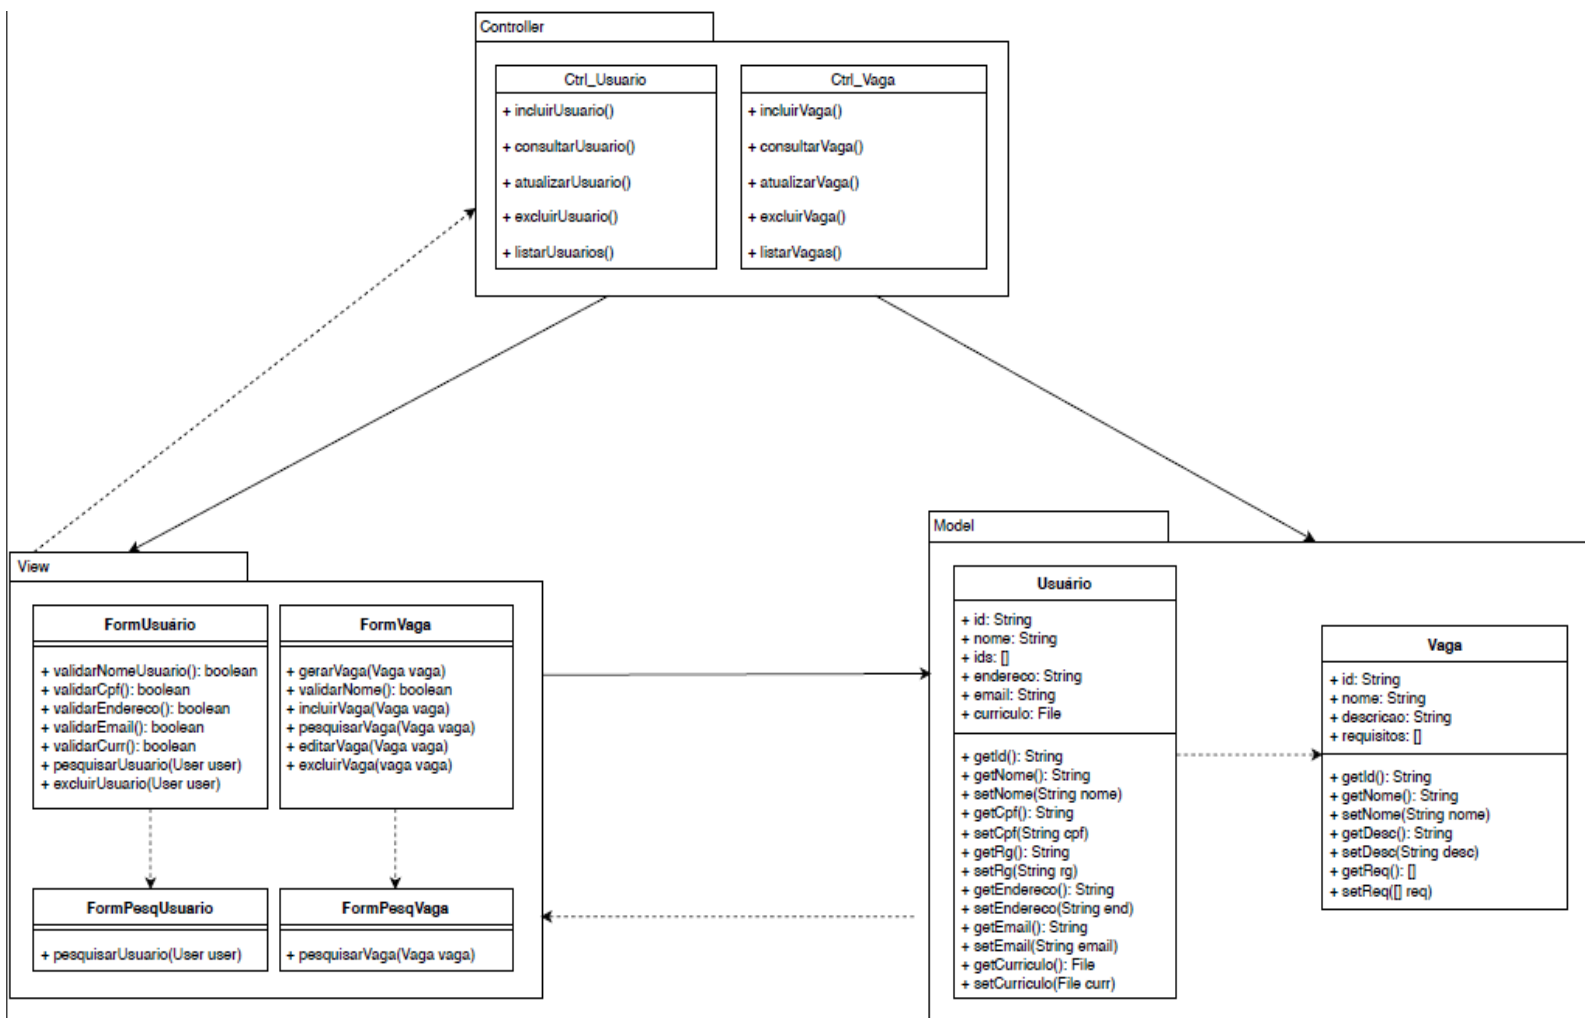 Controller
Ctrl_Usuario
+ incluirUsuario()
+ consultarUsuario()
+ atualizarUsuario()
+ excluirUsuario()
+ listarUsuarios()
Ctrl_Vaga
+ incluirVaga()
+ consultarVaga()
+ atualizarVaga()
+ excluirVaga()
+ listarVagas()
View
FormUsuário
+ validarNomeUsuario(): boolean
+ validarCpf(): boolean
+ validarEndereco(): boolean
+ validarEmail(): boolean
+ validarCurr(): boolean
+ pesquisarUsuario(User user)
+ excluirUsuario(User user)
FormVaga
+ gerarVaga(Vaga vaga)
+ validarNome(): boolean
+ incluirVaga(Vaga vaga)
+ pesquisarVaga(Vaga vaga)
+ editarVaga(Vaga vaga)
+ excluirVaga(vaga vaga)
FormPesqUsuario
+ pesquisarUsuario(User user)
FormPesqVaga
+ pesquisarVaga(Vaga vaga)
Model
Usuário
+ id: String
+ nome: String
+ ids: []
+ endereco: String
+ email: String
+ curriculo: File
+ getId(): String
+ getNome(): String
+ setNome(String nome)
+ getCpf(): String
+ setCpf(String cpf)
+ getRg(): String
+ setRg(String rg)
+ getEndereco(): String
+ setEndereco(String end)
+ getEmail(): String
+ setEmail(String email)
+ getCurriculo(): File
+ setCurriculo(File curr)
Vaga
+ id: String
+ nome: String
+ descricao: String
+ requisitos: []
+ getId(): String
+ getNome(): String
+ setNome(String nome)
+ getDesc(): String
+ setDesc(String desc)
+ getReq(): []
+ setReq([] req)